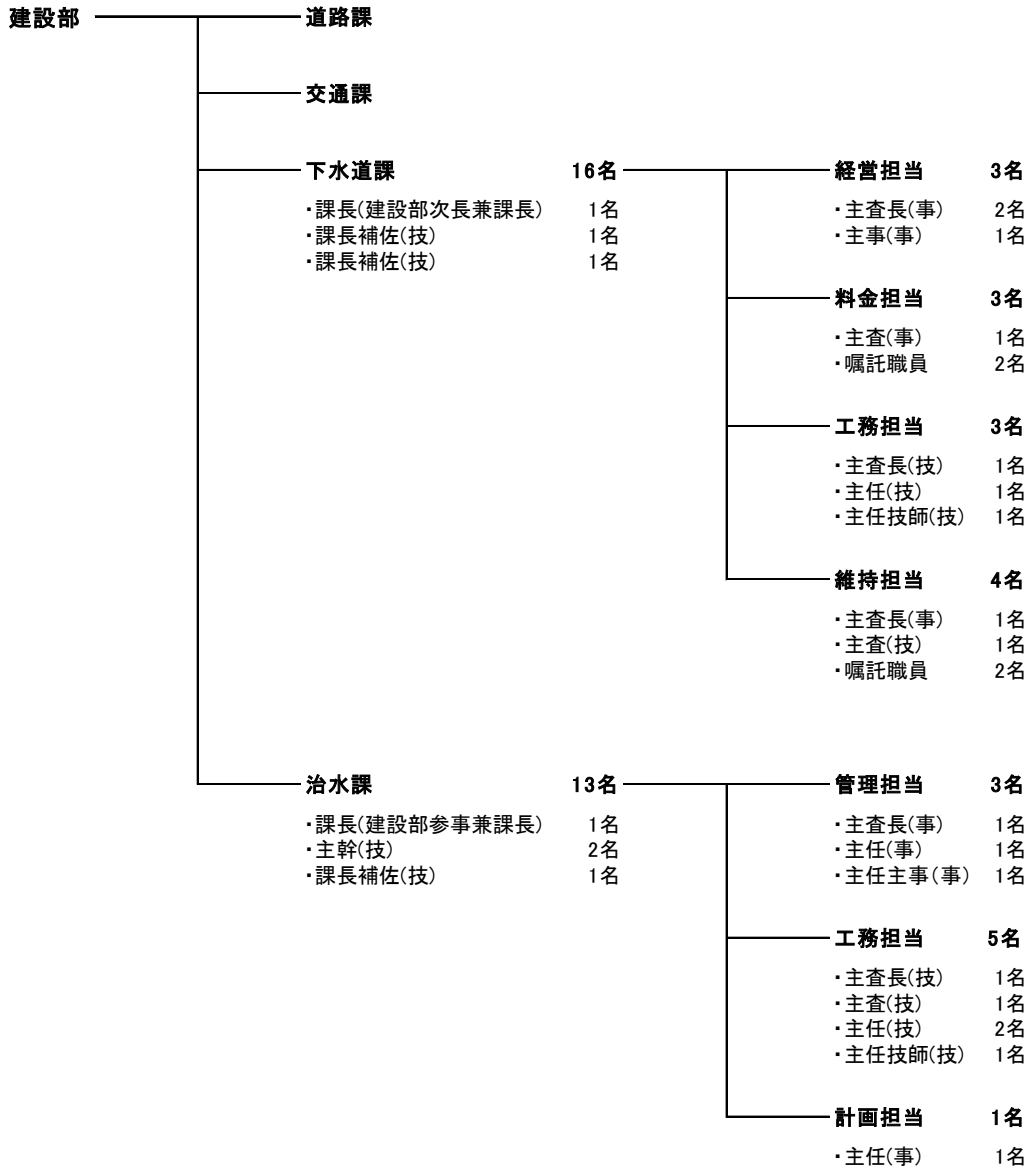 建設部 道路課
交通課
下水道課 16名 経営担当 3名
・課長(建設部次長兼課長) 1名 ・主査長(事) 2名
・課長補佐(技) 1名 ・主事(事) 1名
・課長補佐(技) 1名
料金担当 3名
・主査(事) 1名
・嘱託職員 2名
工務担当 3名
・主査長(技) 1名
・主任(技) 1名
・主任技師(技) 1名
維持担当 4名
・主査長(事) 1名
・主査(技) 1名
・嘱託職員 2名
治水課 13名 管理担当 3名
・課長(建設部参事兼課長) 1名 ・主査長(事) 1名
・主幹(技) 2名 ・主任(事) 1名
・課長補佐(技) 1名 ・主任主事(事) 1名
工務担当 5名
・主査長(技) 1名
・主査(技) 1名
・主任(技) 2名
・主任技師(技) 1名
計画担当 1名
・主任(事) 1名